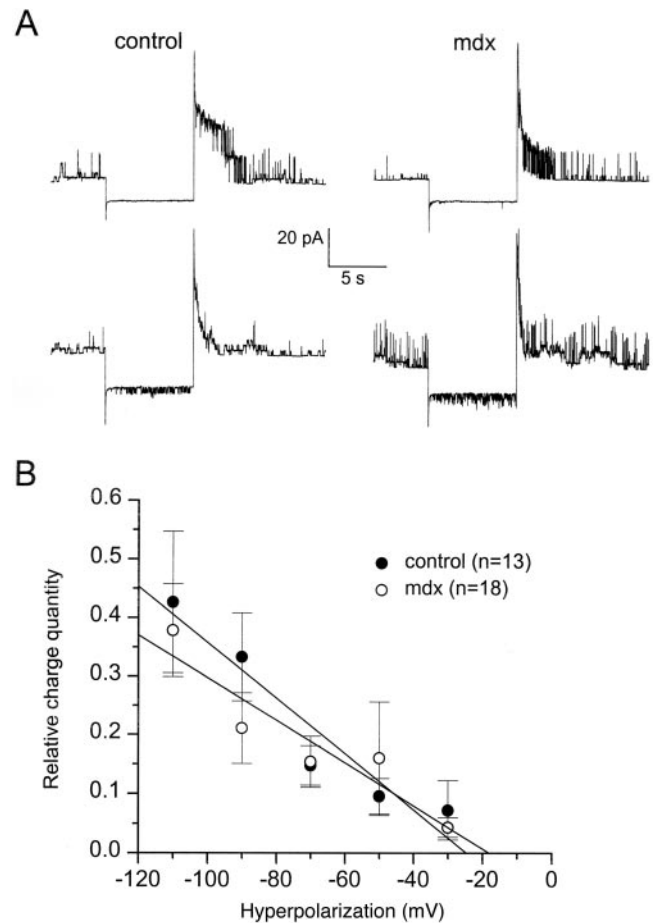 A
control
mdx
20 pA
5 s
B
0.6
0.5
0.4
0.3
0.2
0.1
0.0
Relative charge quantity
control (n=13)
mdx (n=18)
-120 -100 -80 -60 -40 -20 0
Hyperpolarization (mV)